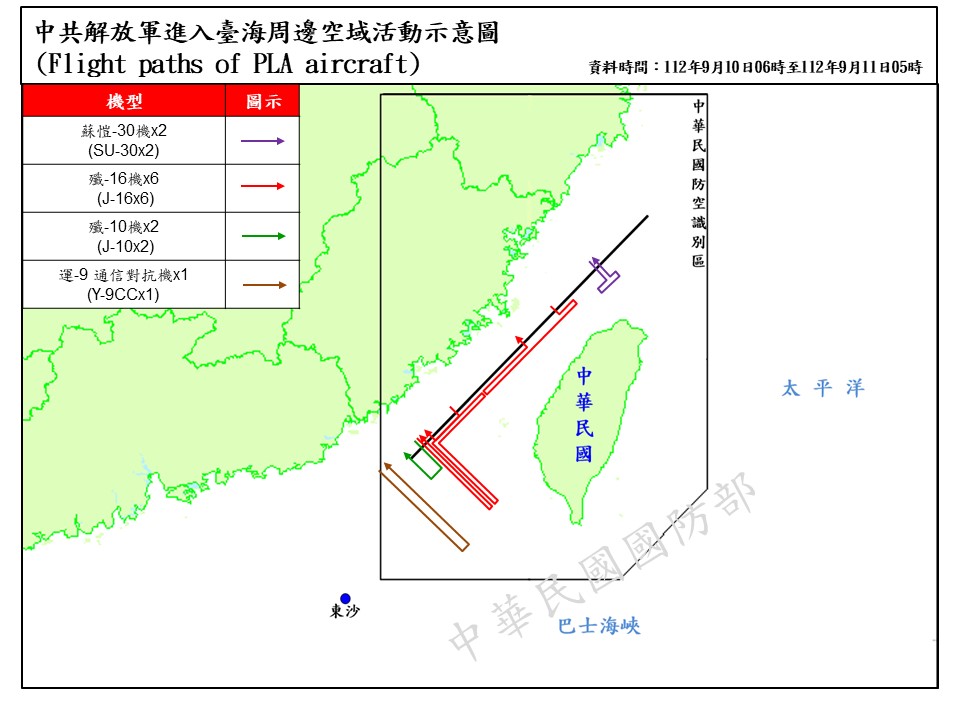 中共解放軍進入臺海周邊空域活動示意圖
(Flight paths of PLA aircraft)
資料時間：112年9月10日06時至112年9月11日05時
機型
圖示
蘇愷-30機x2
(SU-30x2)
殲-16機x6
(J-16x6)
殲-10機x2
(J-10x2)
運-9 通信對抗機x1
(Y-9CCx1)
中華民國防空識別區
中華民國
太平洋
東沙
巴士海峽
中華民國國防部